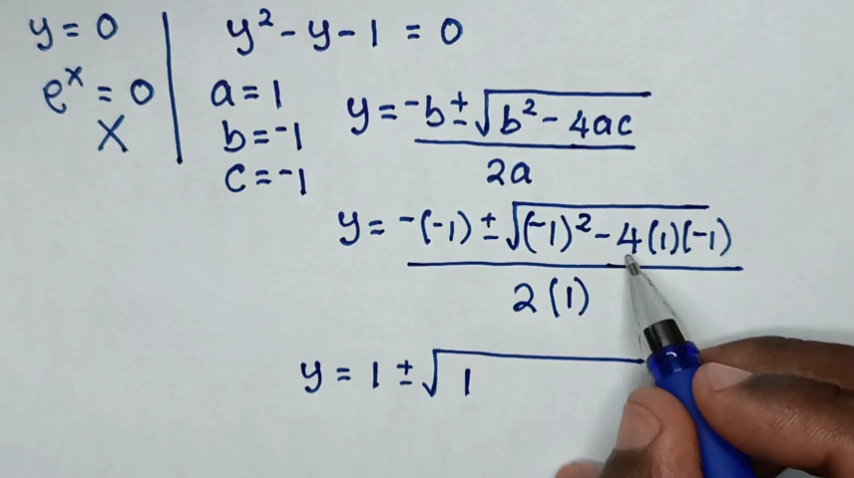 y = 0
e^x = 0
X
y² - y - 1 = 0
a = 1
b = -1
c = -1
y = -b ± √(b² - 4ac) / 2a
y = -(-1) ± √((-1)² - 4(1)(-1)) / 2(1)
y = 1 ± √1